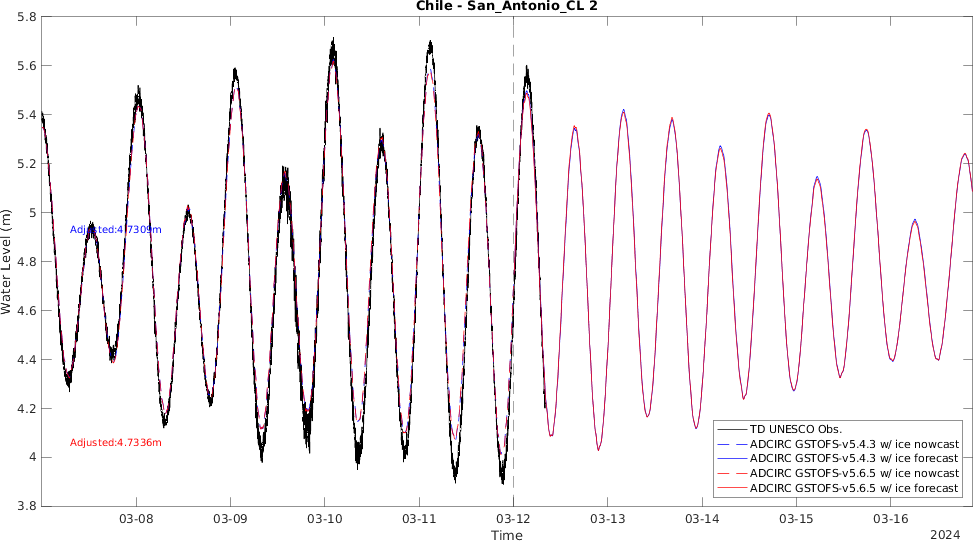 Chile - San_Antonio_CL 2
Water Level (m)
5.8
5.6
5.4
5.2
5
4.8
4.6
4.4
4.2
4
3.8
Adjusted:4.7309m
Adjusted:4.7336m
TD UNESCO Obs.
ADCIRC GSTOFS-v5.4.3 w/ ice nowcast
ADCIRC GSTOFS-v5.4.3 w/ ice forecast
ADCIRC GSTOFS-v5.6.5 w/ ice nowcast
ADCIRC GSTOFS-v5.6.5 w/ ice forecast
03-08 03-09 03-10 03-11 03-12 03-13 03-14 03-15 03-16
Time
2024